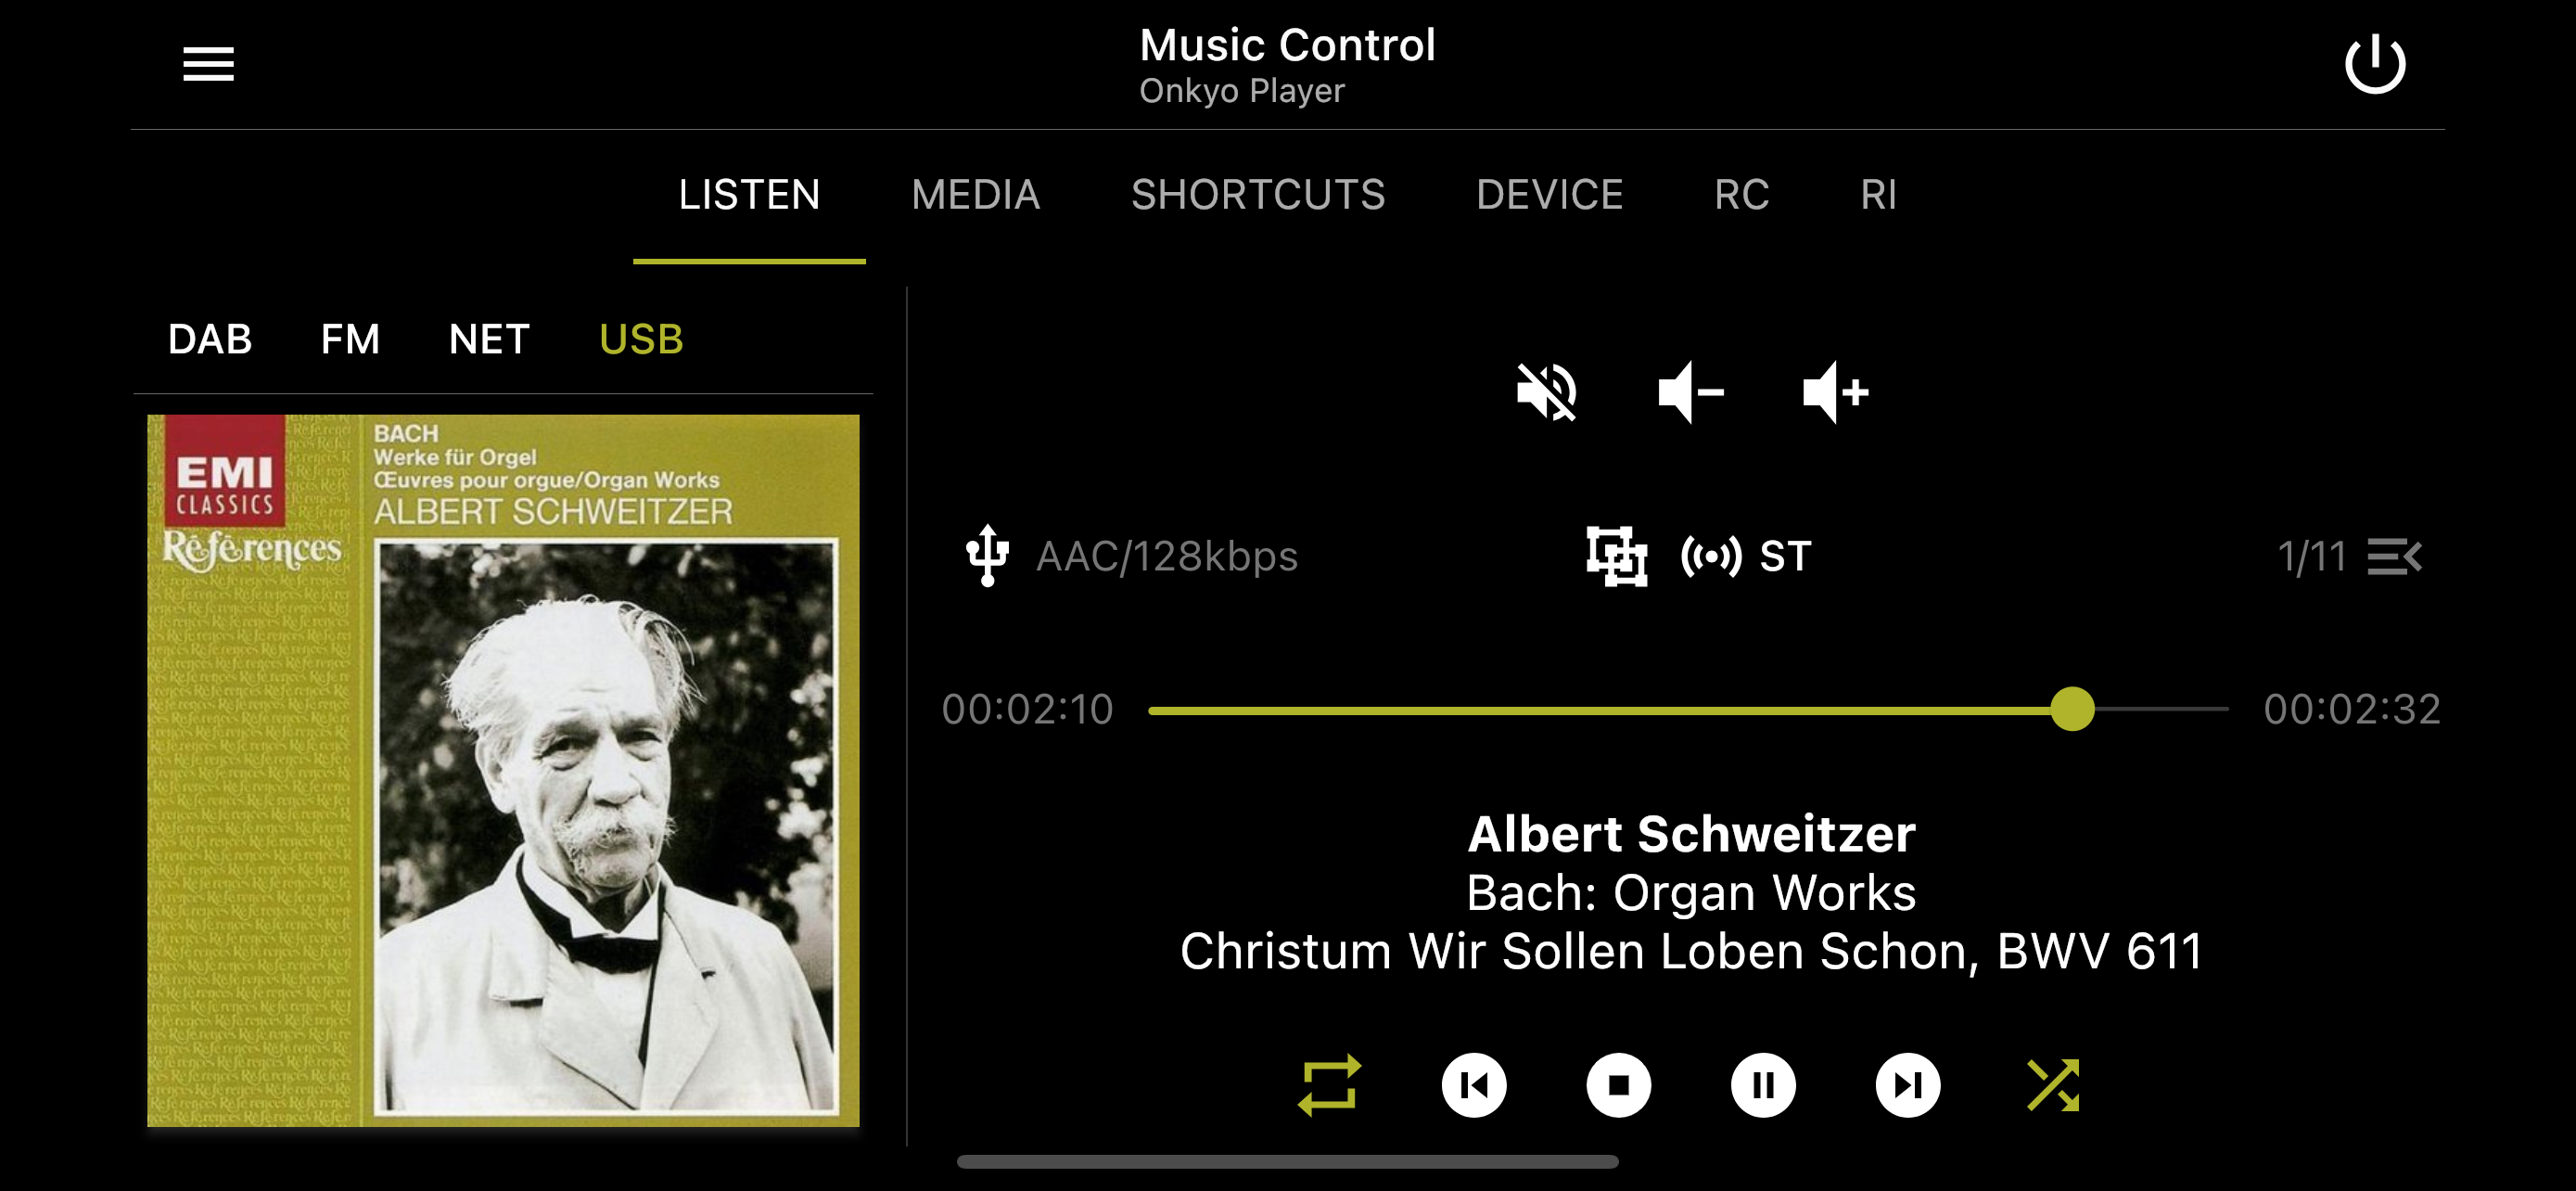 Music Control
Onkyo Player
LISTEN MEDIA SHORTCUTS DEVICE RC RI
DAB FM NET USB
EMI
CLASSICS
Références
BACH
Werke für Orgel
Œuvres pour orgue/Organ Works
ALBERT SCHWEITZER
AAC/128kbps
ST
1/11
00:02:10
00:02:32
Albert Schweitzer
Bach: Organ Works
Christum Wir Sollen Loben Schon, BWV 611